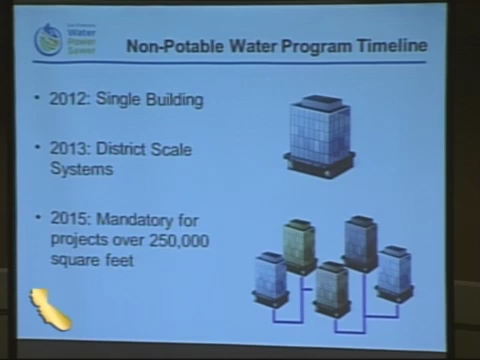 San Francisco
Water
Power
Sewer
Non-Potable Water Program Timeline
• 2012: Single Building
• 2013: District Scale
Systems
• 2015: Mandatory for
projects over 250,000
square feet